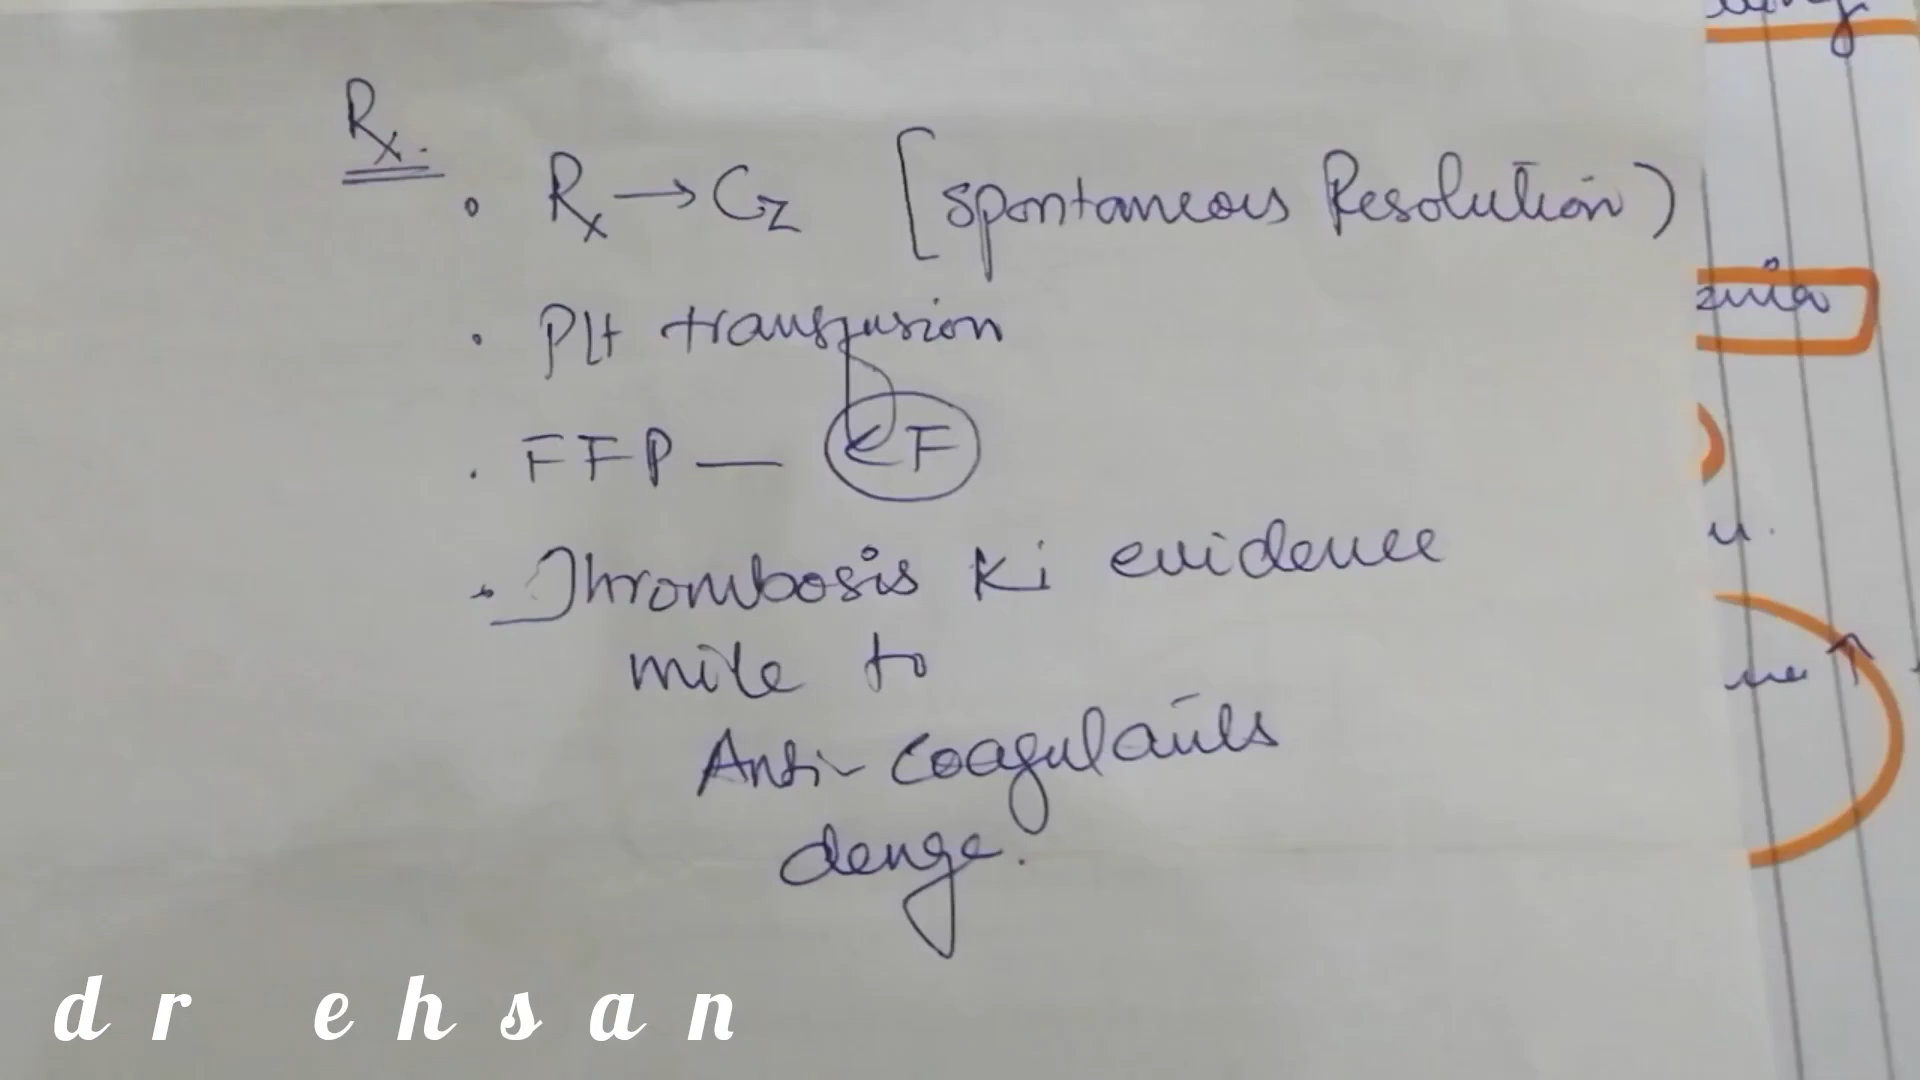 Rx.
• Rx → Cz [spontaneous Resolution)
• Plt transfusion
• FFP — CF
• Thrombosis Ki evidence
mile to
Anti-coagulants
denge.
dr ehsan